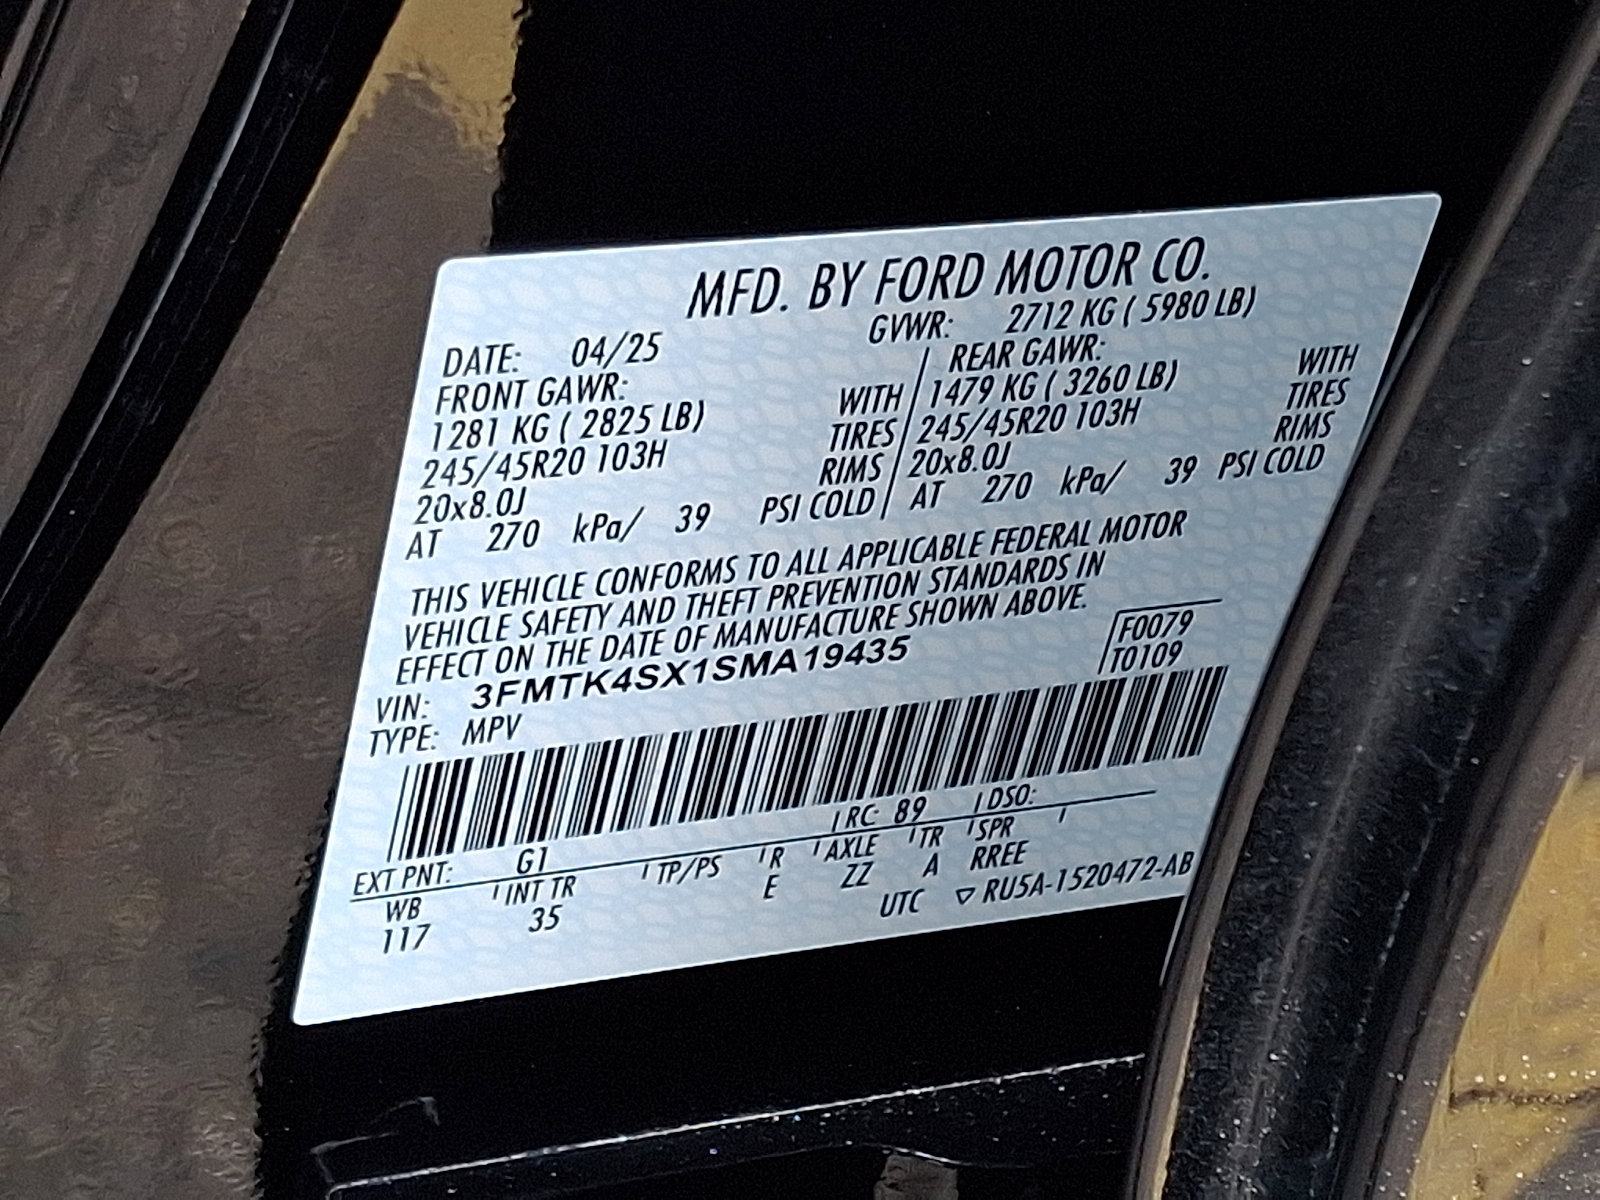 MFD. BY FORD MOTOR CO.
DATE: 04/25 GVWR: 2712 KG ( 5980 LB)
FRONT GAWR: REAR GAWR:
1281 KG ( 2825 LB) WITH 1479 KG ( 3260 LB) WITH
245/45R20 103H TIRES 245/45R20 103H TIRES
20x8.0J RIMS 20x8.0J RIMS
AT 270 kPa/ 39 PSI COLD AT 270 kPa/ 39 PSI COLD
THIS VEHICLE CONFORMS TO ALL APPLICABLE FEDERAL MOTOR
VEHICLE SAFETY AND THEFT PREVENTION STANDARDS IN
EFFECT ON THE DATE OF MANUFACTURE SHOWN ABOVE.
VIN: 3FMTK4SX1SMA19435 F0079
TYPE: MPV T0109
EXT PNT: G1 RC: 89 DSO:
WB INT TR TP/PS R AXLE TR SPR
117 35 E ZZ A RREE
UTC ▽ RU5A-1520472-AB